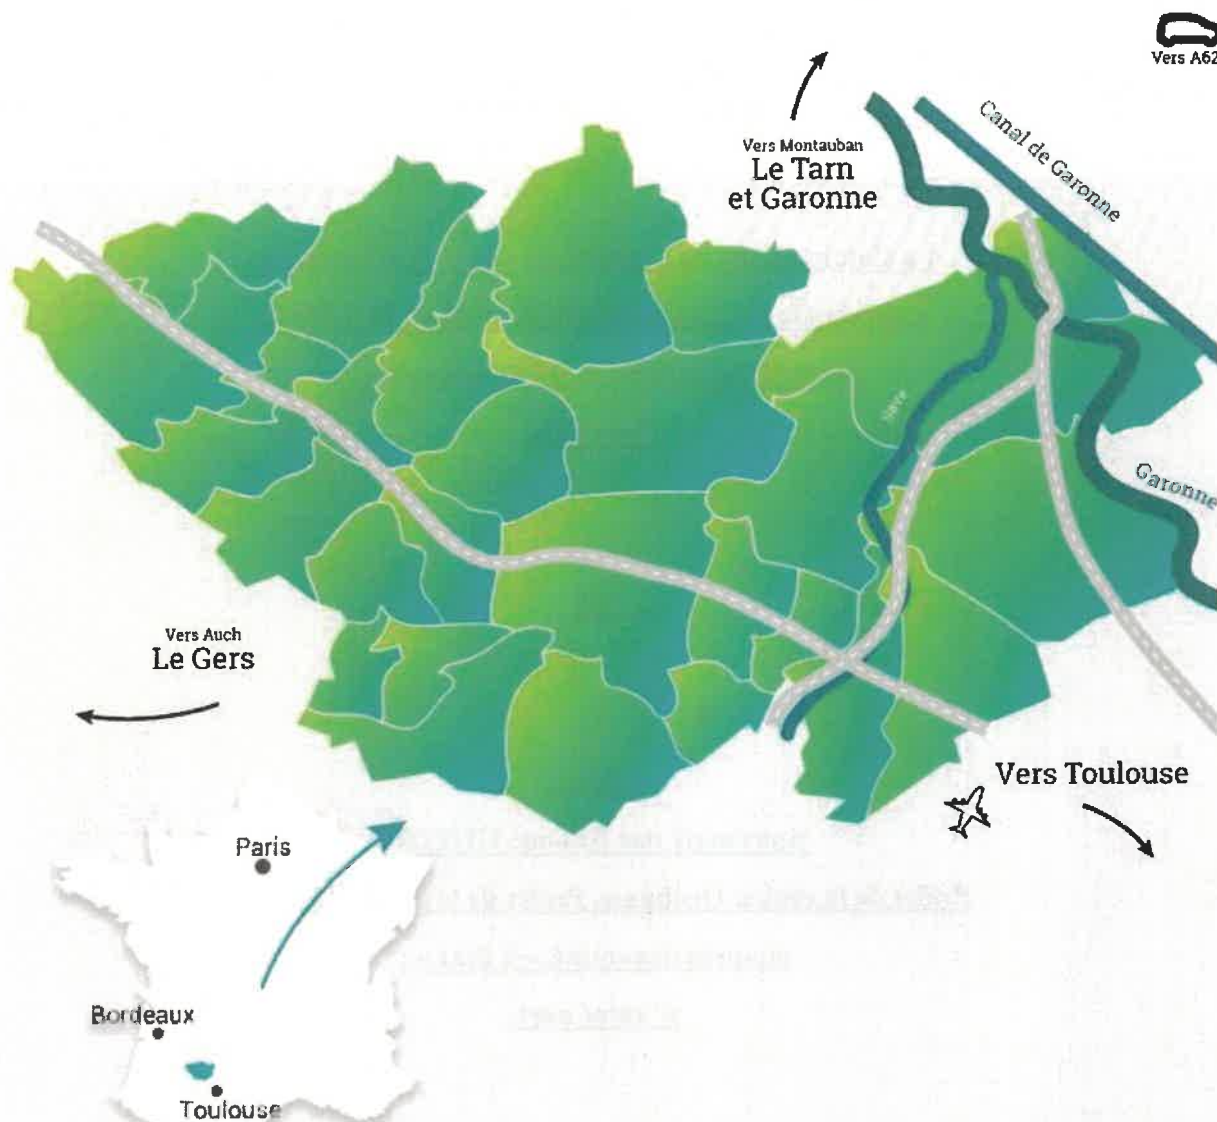 Vers A62
Canal de Garonne
Vers Montauban
Le Tarn
et Garonne
Save
Garonne
Vers Auch
Le Gers
Vers Toulouse
Paris
Bordeaux
Toulouse